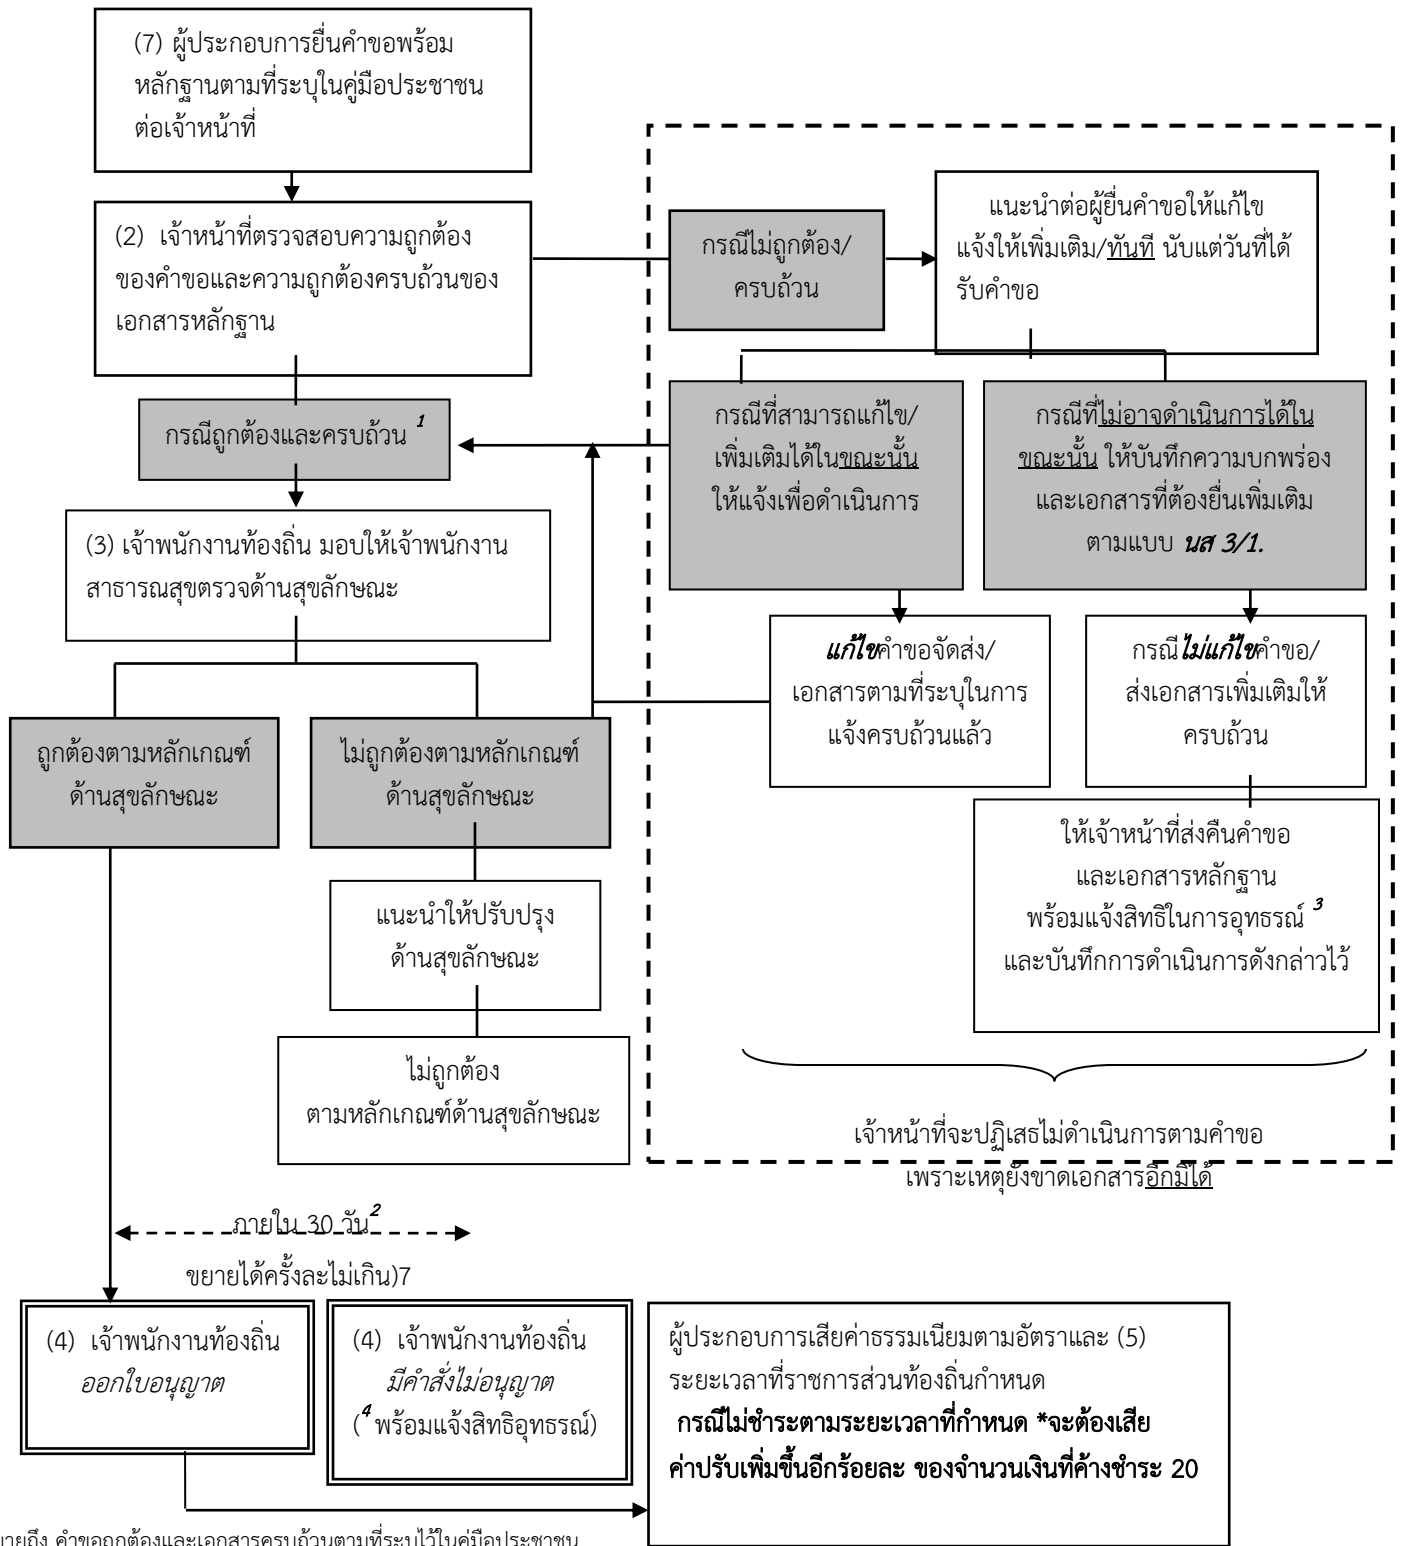 (7) ผู้ประกอบการยื่นคำขอพร้อม
หลักฐานตามที่ระบุในคู่มือประชาชน
ต่อเจ้าหน้าที่
(2) เจ้าหน้าที่ตรวจสอบความถูกต้อง
ของคำขอและความถูกต้องครบถ้วนของ
เอกสารหลักฐาน
กรณีไม่ถูกต้อง/
ครบถ้วน
แนะนำต่อผู้ยื่นคำขอให้แก้ไข
แจ้งให้เพิ่มเติม/ทันที นับแต่วันที่ได้
รับคำขอ
กรณีถูกต้องและครบถ้วน 1
กรณีที่สามารถแก้ไข/
เพิ่มเติมได้ในขณะนั้น
ให้แจ้งเพื่อดำเนินการ
กรณีที่ไม่อาจดำเนินการได้ใน
ขณะนั้น ให้บันทึกความบกพร่อง
และเอกสารที่ต้องยื่นเพิ่มเติม
ตามแบบ นส 3/1.
(3) เจ้าพนักงานท้องถิ่น มอบให้เจ้าพนักงาน
สาธารณสุขตรวจด้านสุขลักษณะ
แก้ไขคำขอจัดส่ง/
เอกสารตามที่ระบุในการ
แจ้งครบถ้วนแล้ว
กรณีไม่แก้ไขคำขอ/
ส่งเอกสารเพิ่มเติมให้
ครบถ้วน
ถูกต้องตามหลักเกณฑ์
ด้านสุขลักษณะ
ไม่ถูกต้องตามหลักเกณฑ์
ด้านสุขลักษณะ
ให้เจ้าหน้าที่ส่งคืนคำขอ
และเอกสารหลักฐาน
พร้อมแจ้งสิทธิในการอุทธรณ์ 3
และบันทึกการดำเนินการดังกล่าวไว้
แนะนำให้ปรับปรุง
ด้านสุขลักษณะ
ไม่ถูกต้อง
ตามหลักเกณฑ์ด้านสุขลักษณะ
เจ้าหน้าที่จะปฏิเสธไม่ดำเนินการตามคำขอ
เพราะเหตุยังขาดเอกสารอีกมิได้
ภายใน 30 วัน2
ขยายได้ครั้งละไม่เกิน)7
(4) เจ้าพนักงานท้องถิ่น
ออกใบอนุญาต
(4) เจ้าพนักงานท้องถิ่น
มีคำสั่งไม่อนุญาต
(4 พร้อมแจ้งสิทธิอุทธรณ์)
ผู้ประกอบการเสียค่าธรรมเนียมตามอัตราและ (5)
ระยะเวลาที่ราชการส่วนท้องถิ่นกำหนด
กรณีไม่ชำระตามระยะเวลาที่กำหนด *จะต้องเสีย
ค่าปรับเพิ่มขึ้นอีกร้อยละ ของจำนวนเงินที่ค้างชำระ 20
คำขอถูกต้องและเอกสารครบถ้วนตามที่ระบุไว้ในคู่มือประชาชน